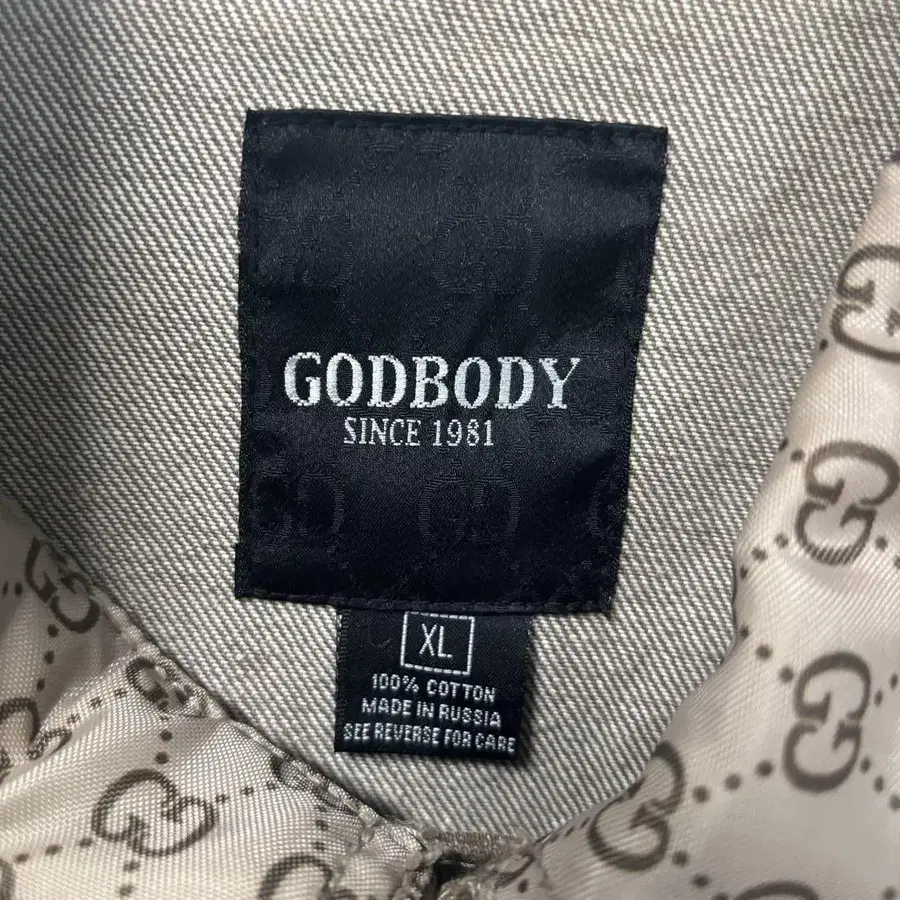 GODBODY
SINCE 1981
XL
100% COTTON
MADE IN RUSSIA
SEE REVERSE FOR CARE